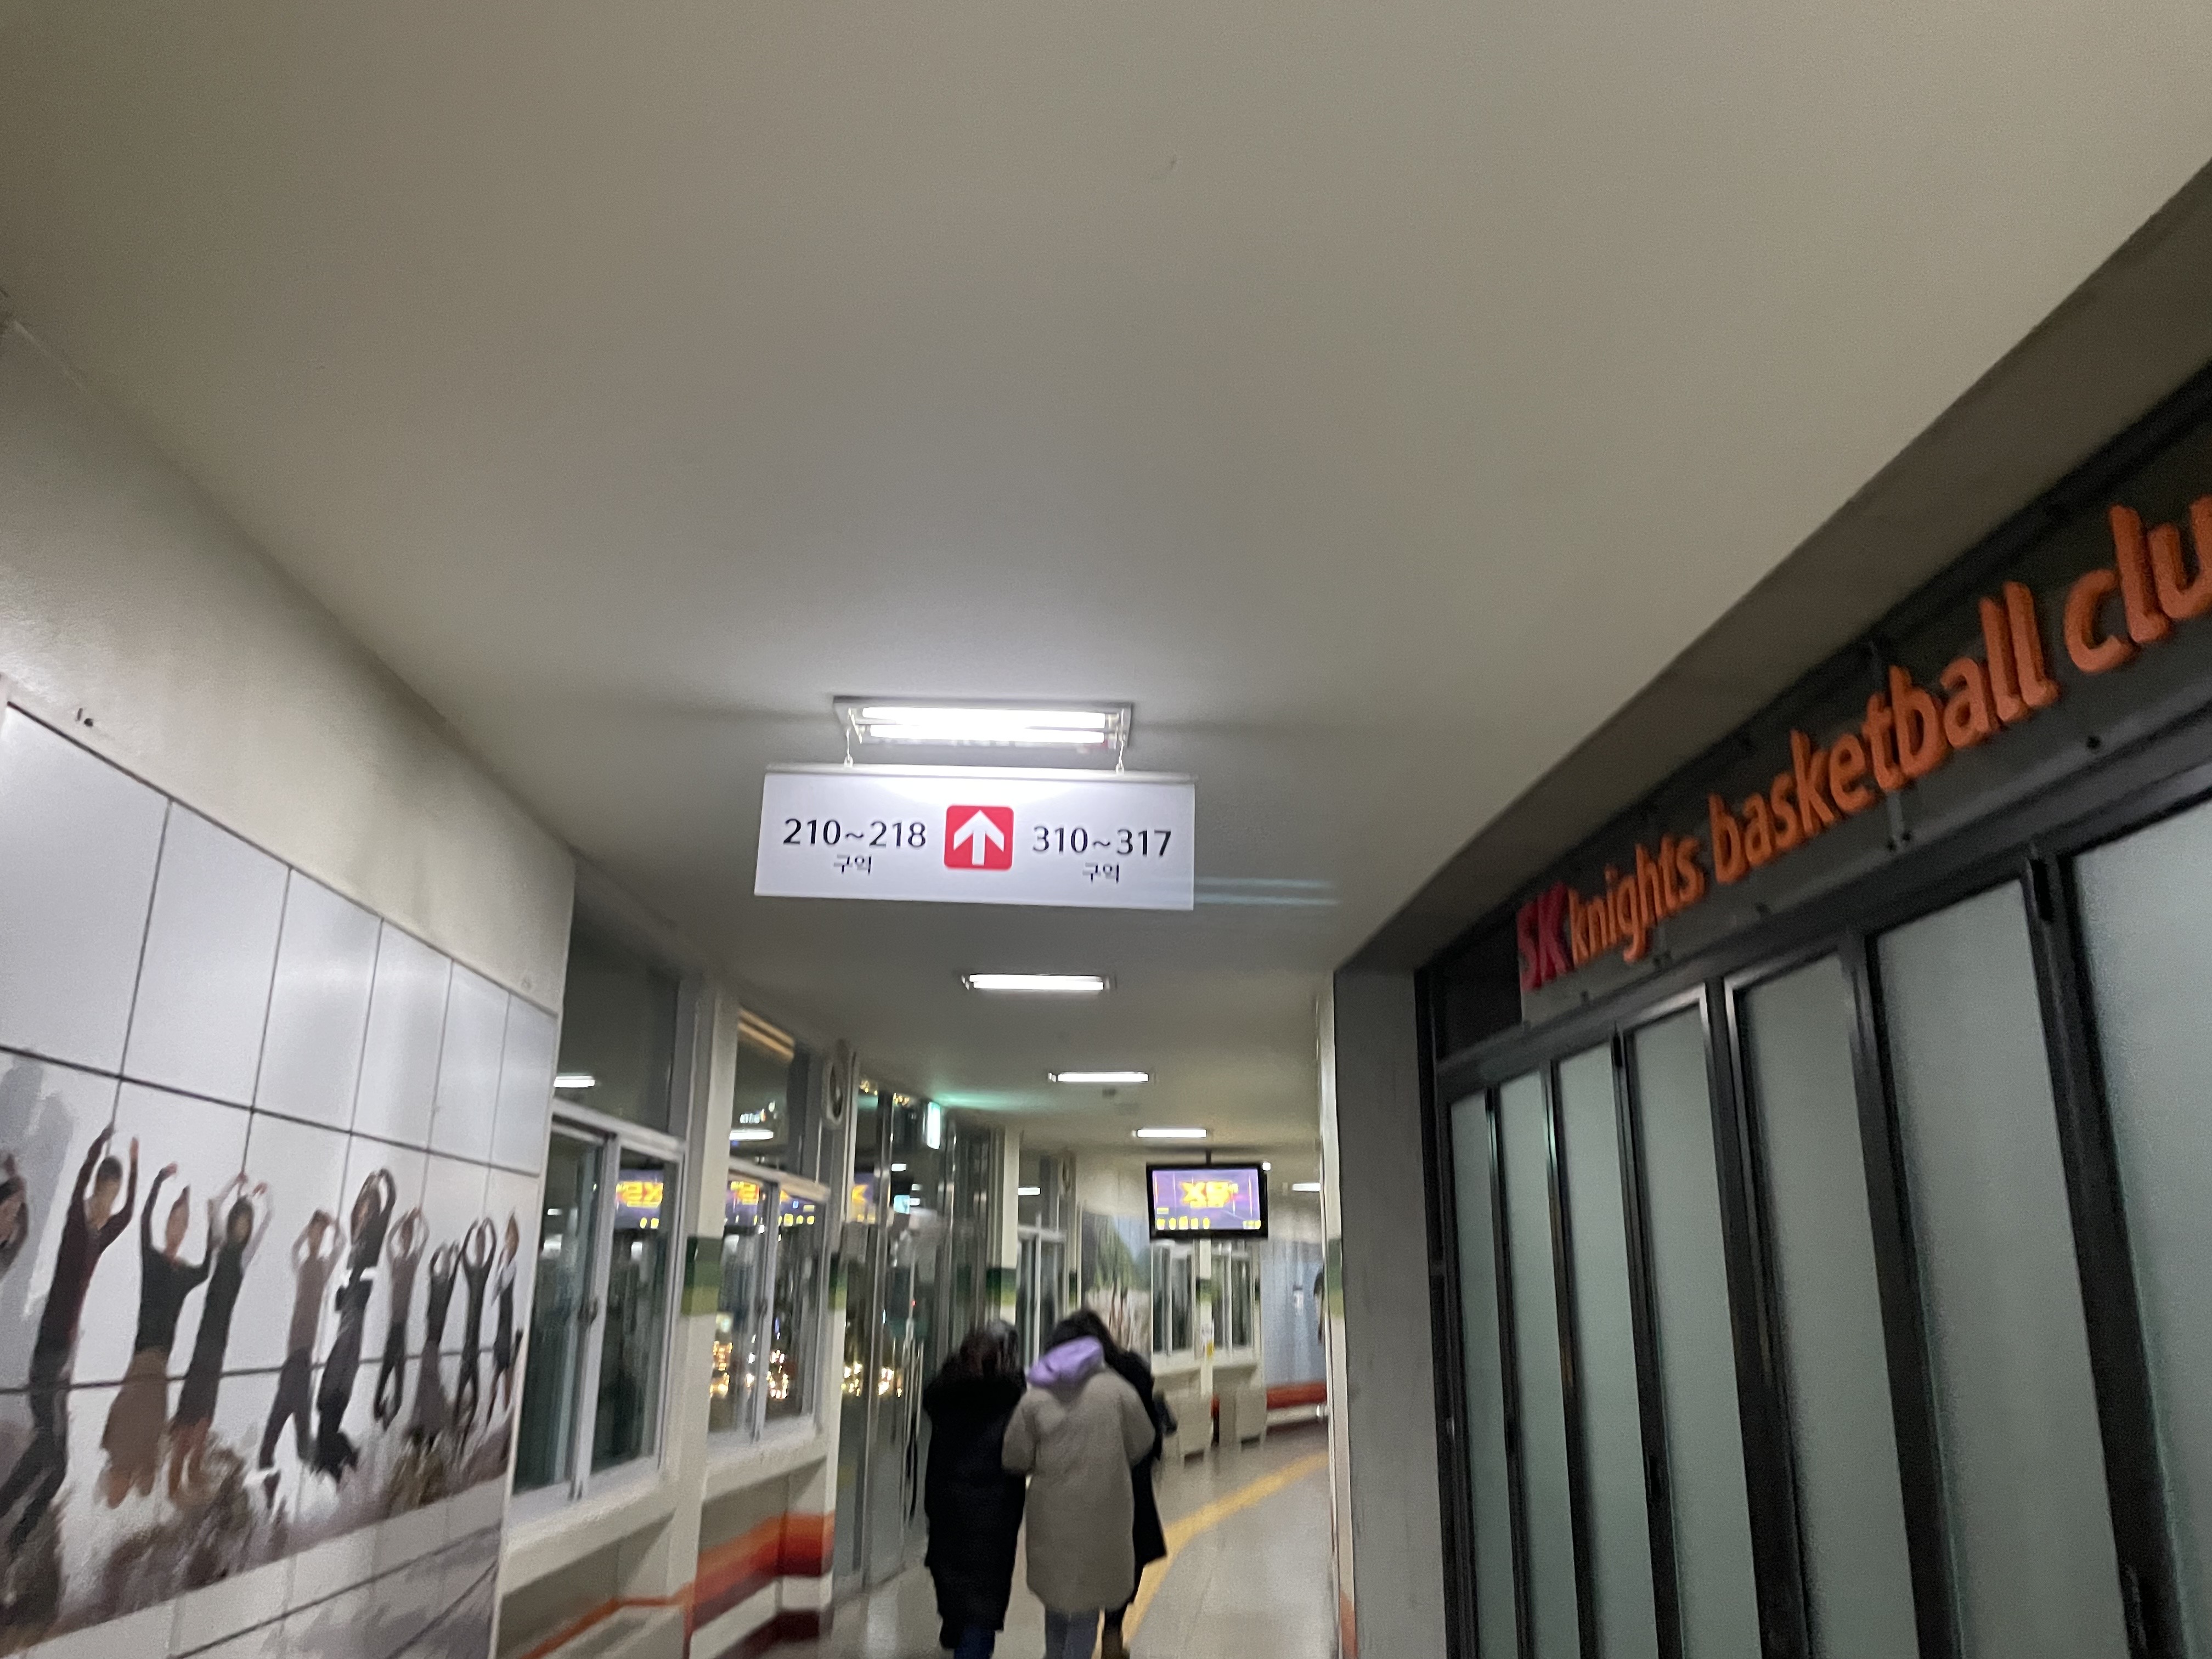 210~218
구역
310~317
구역
SK knights basketball clu